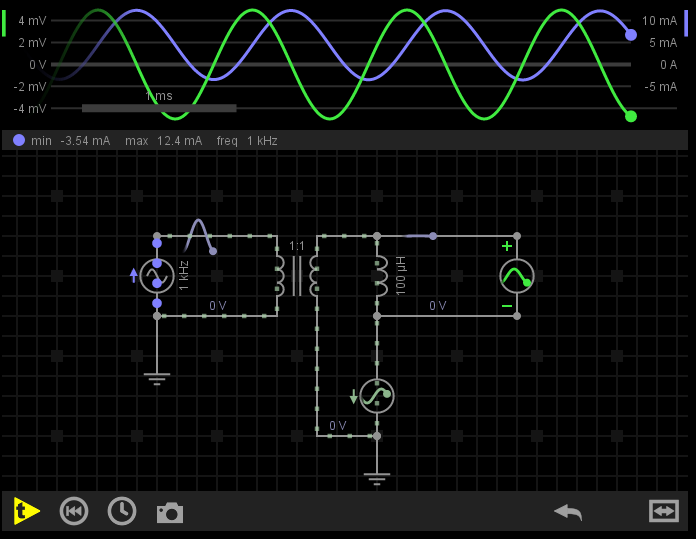 4 mV 10 mA
2 mV 5 mA
0 V 0 A
-2 mV -5 mA
-4 mV
1 ms
min -3.54 mA max 12.4 mA freq 1 kHz
+
1:1
1 kHz
100 µH
0 V 0 V
−
0 V
t